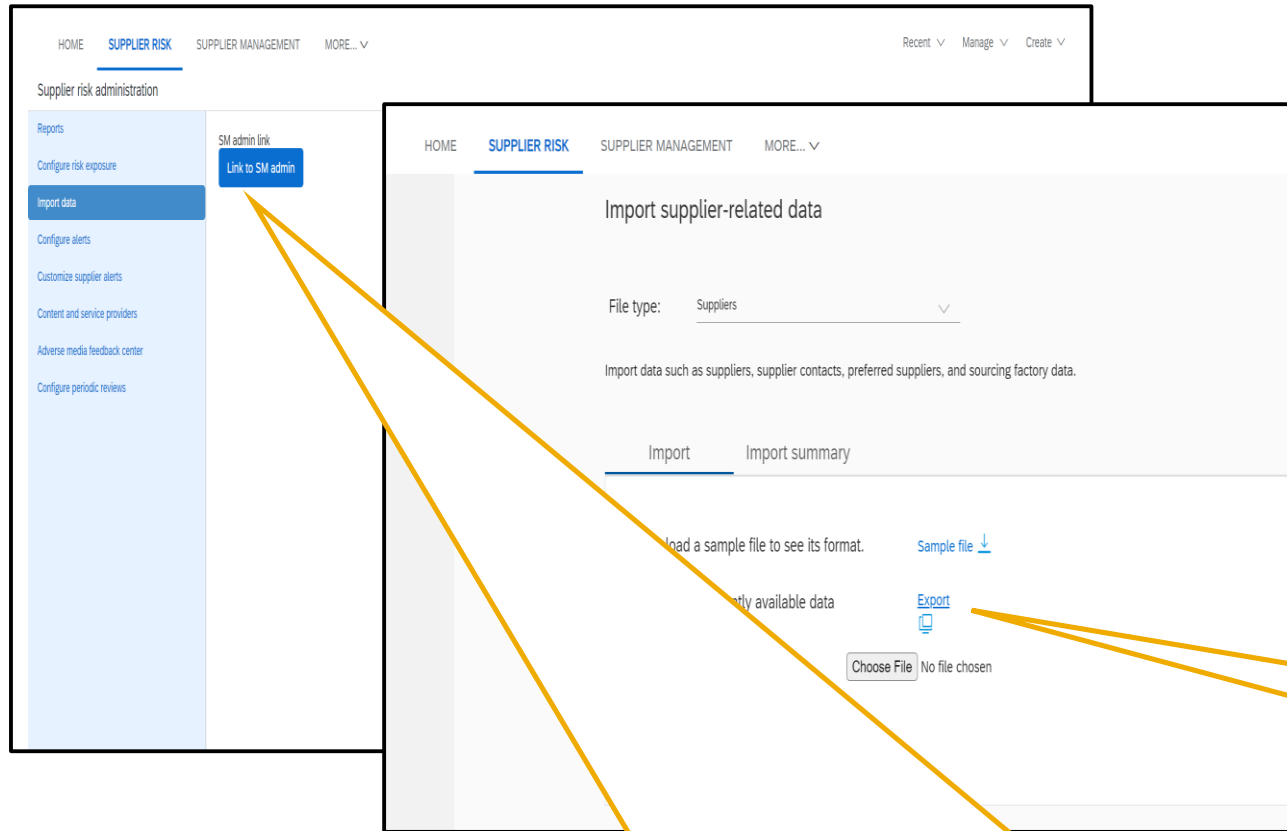 HOME SUPPLIER RISK SUPPLIER MANAGEMENT MORE... Recent Manage Create
Supplier risk administration
Reports
Configure risk exposure
Import data
Configure alerts
Customize supplier alerts
Content and service providers
Adverse media feedback center
Configure periodic reviews
SM admin link
Link to SM admin
HOME SUPPLIER RISK SUPPLIER MANAGEMENT MORE...
Import supplier-related data
File type: Suppliers
Import data such as suppliers, supplier contacts, preferred suppliers, and sourcing factory data.
Import Import summary
load a sample file to see its format. Sample file
ntly available data Export
Choose File No file chosen